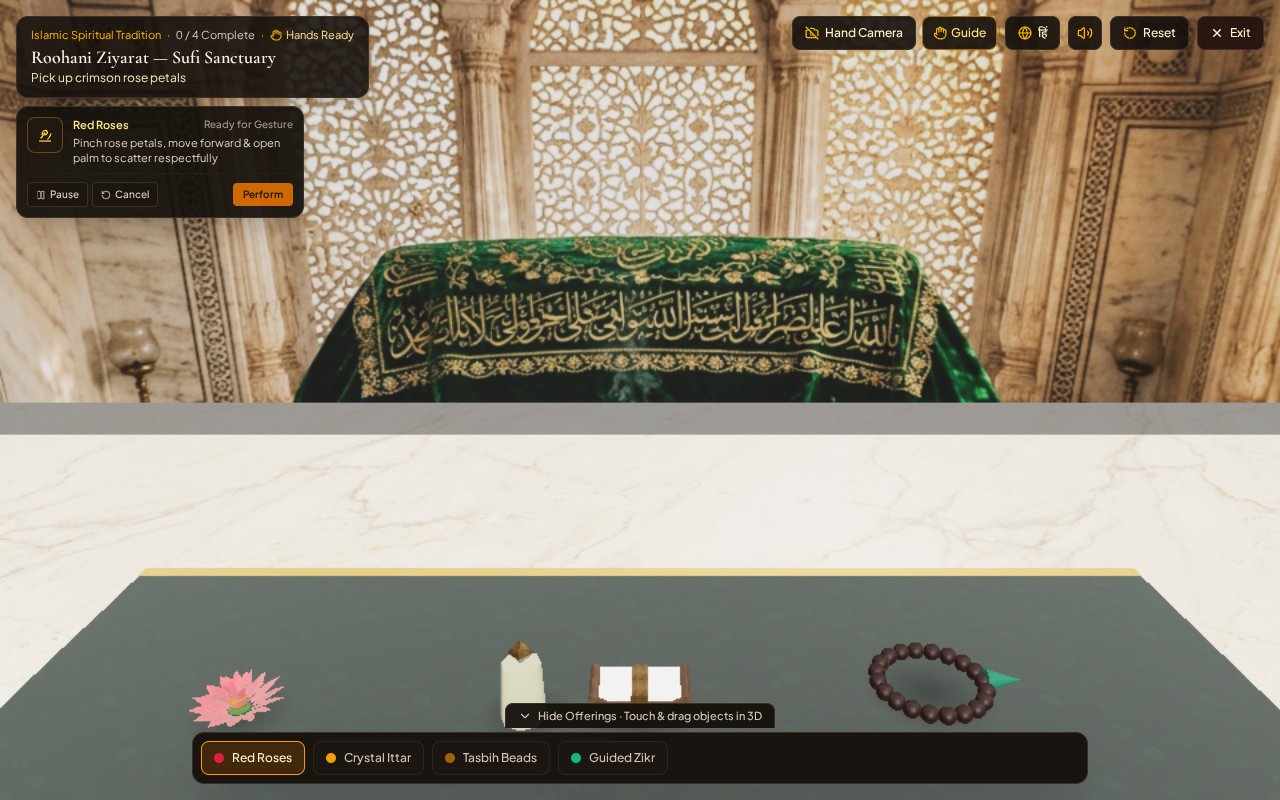 Islamic Spiritual Tradition · 0 / 4 Complete · Hands Ready
Roohani Ziyarat — Sufi Sanctuary
Pick up crimson rose petals
Hand Camera
Guide
हिं
Reset
Exit
Red Roses
Ready for Gesture
Pinch rose petals, move forward & open
palm to scatter respectfully
Pause
Cancel
Perform
Hide Offerings · Touch & drag objects in 3D
Red Roses
Crystal Ittar
Tasbih Beads
Guided Zikr